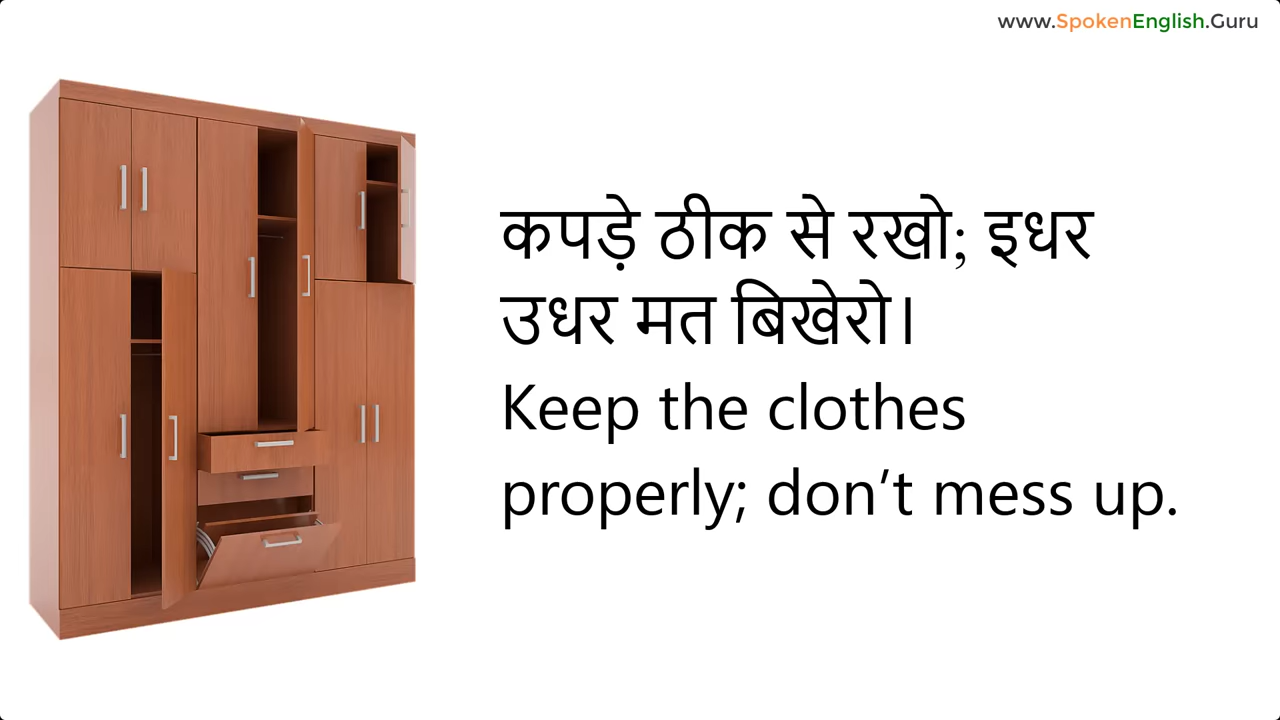 www.SpokenEnglish.Guru
कपड़े ठीक से रखो; इधर
उधर मत बिखेरो।
Keep the clothes
properly; don’t mess up.